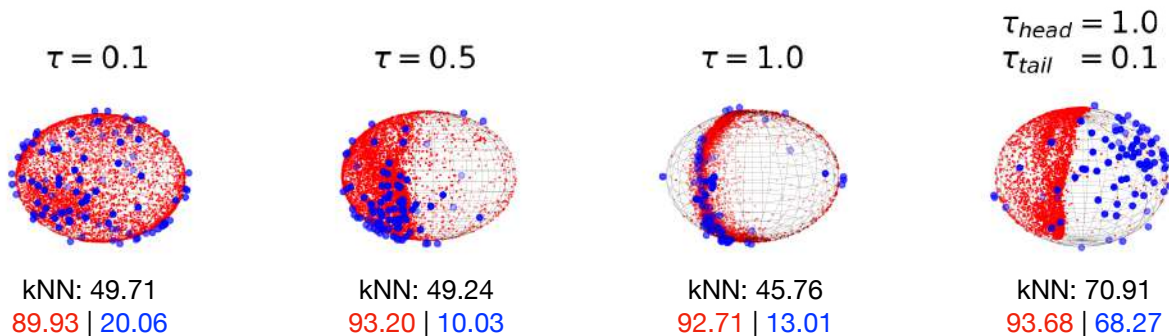 τ = 0.1
τ = 0.5
τ = 1.0
τ_head = 1.0
τ_tail = 0.1
kNN: 49.71
89.93 | 20.06
kNN: 49.24
93.20 | 10.03
kNN: 45.76
92.71 | 13.01
kNN: 70.91
93.68 | 68.27